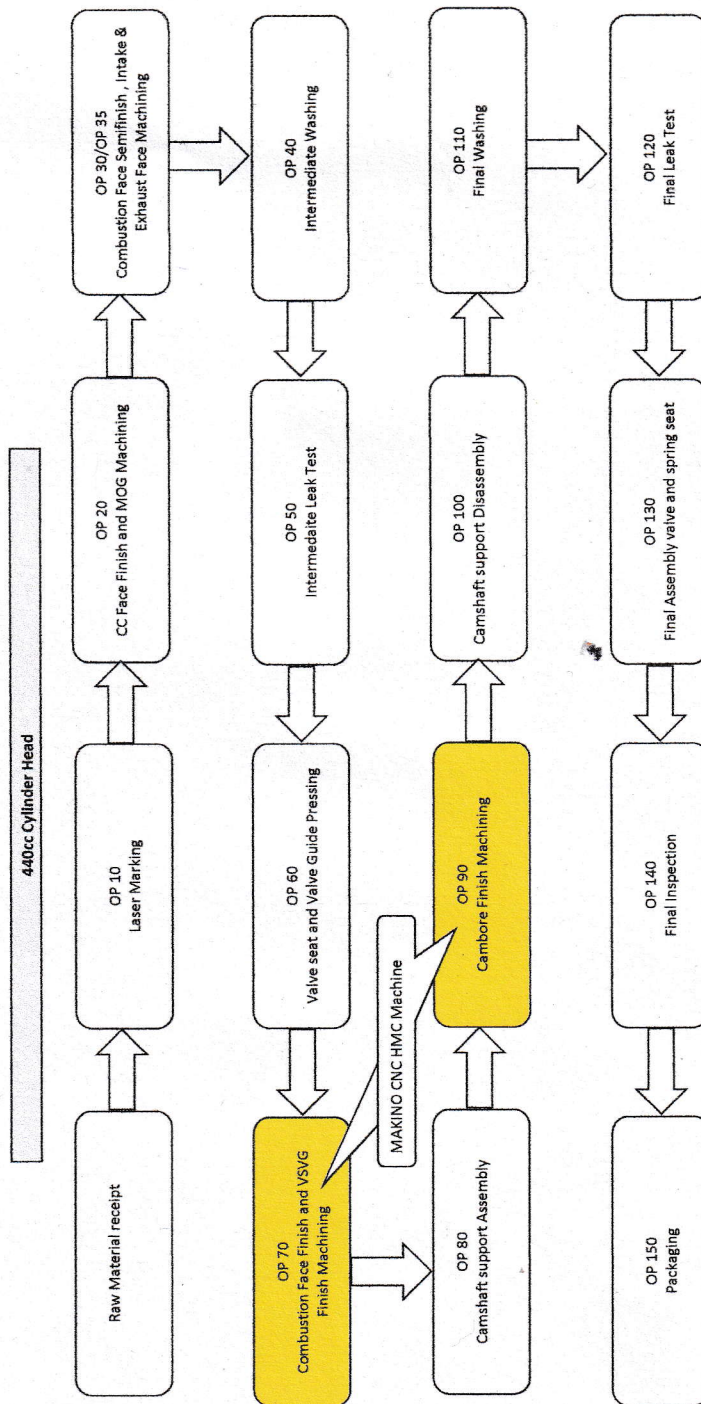 440cc Cylinder Head
Raw Material receipt
OP 10
Laser Marking
OP 20
CC Face Finish and MOG Machining
OP 30/OP 35
Combustion Face Semifinish , Intake &
Exhaust Face Machining
OP 40
Intermediate Washing
OP 50
Intermedaite Leak Test
OP 60
Valve seat and Valve Guide Pressing
OP 70
Combustion Face Finish and VSVG
Finish Machining
MAKINO CNC HMC Machine
OP 80
Camshaft support Assembly
OP 90
Cambore Finish Machining
OP 100
Camshaft support Disassembly
OP 110
Final Washing
OP 120
Final Leak Test
OP 130
Final Assembly valve and spring seat
OP 140
Final Inspection
OP 150
Packaging